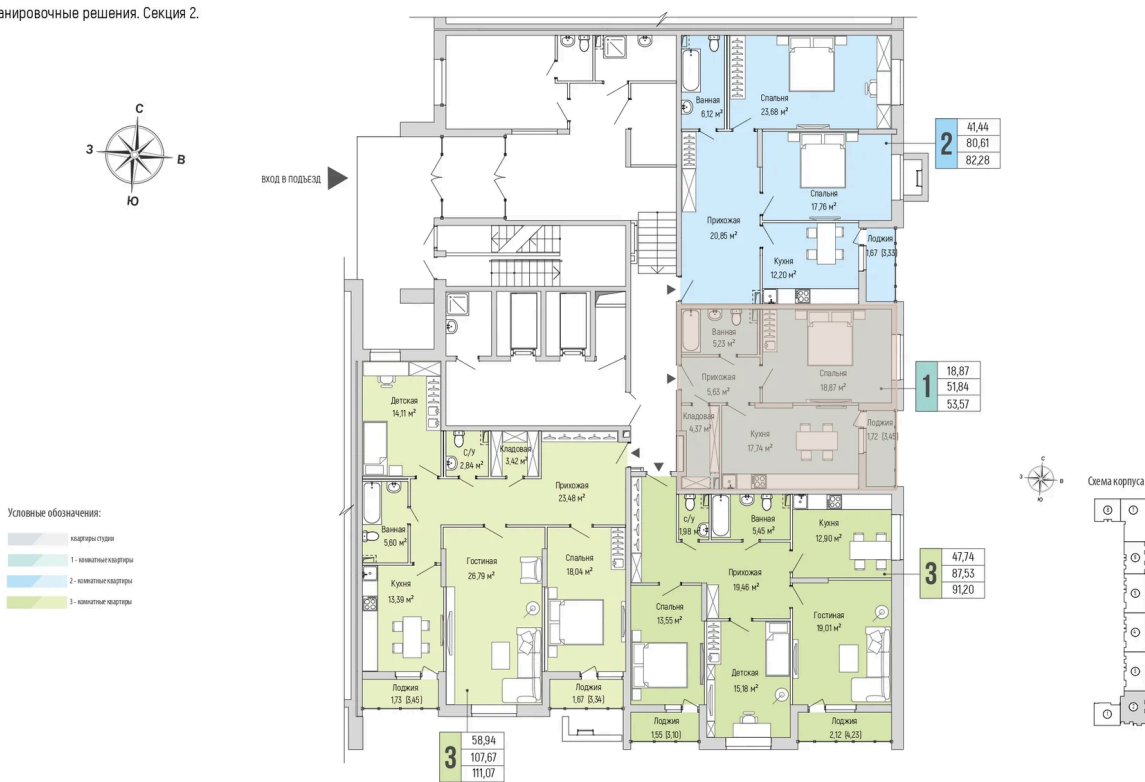 анировочные решения. Секция 2.
С
З
В
Ю
ВХОД В ПОДЪЕЗД
Ванная
6,12 м²
Спальня
23,68 м²
2
41,44
80,61
82,28
Спальня
17,76 м²
Прихожая
20,85 м²
Лоджия
1,67 (3,33)
Кухня
12,20 м²
Ванная
5,23 м²
Прихожая
5,63 м²
Спальня
18,87 м²
1
18,87
51,84
53,57
Кладовая
4,37 м²
Кухня
17,74 м²
Лоджия
1,72 (3,45)
Детская
14,11 м²
С/У
2,84 м²
Кладовая
3,42 м²
Прихожая
23,48 м²
Ванная
5,60 м²
Гостиная
26,79 м²
Спальня
18,04 м²
Кухня
13,39 м²
Лоджия
1,73 (3,45)
Лоджия
1,67 (3,34)
3
58,94
107,67
111,07
С/У
1,98 м²
Ванная
5,45 м²
Кухня
12,90 м²
Прихожая
19,46 м²
3
47,74
87,53
91,20
Спальня
13,55 м²
Гостиная
19,01 м²
Детская
15,18 м²
Лоджия
1,55 (3,10)
Лоджия
2,12 (4,23)
Условные обозначения:
квартиры студии
1 - комнатные квартиры
2 - комнатные квартиры
3 - комнатные квартиры
С
З
В
Ю
Схема корпуса